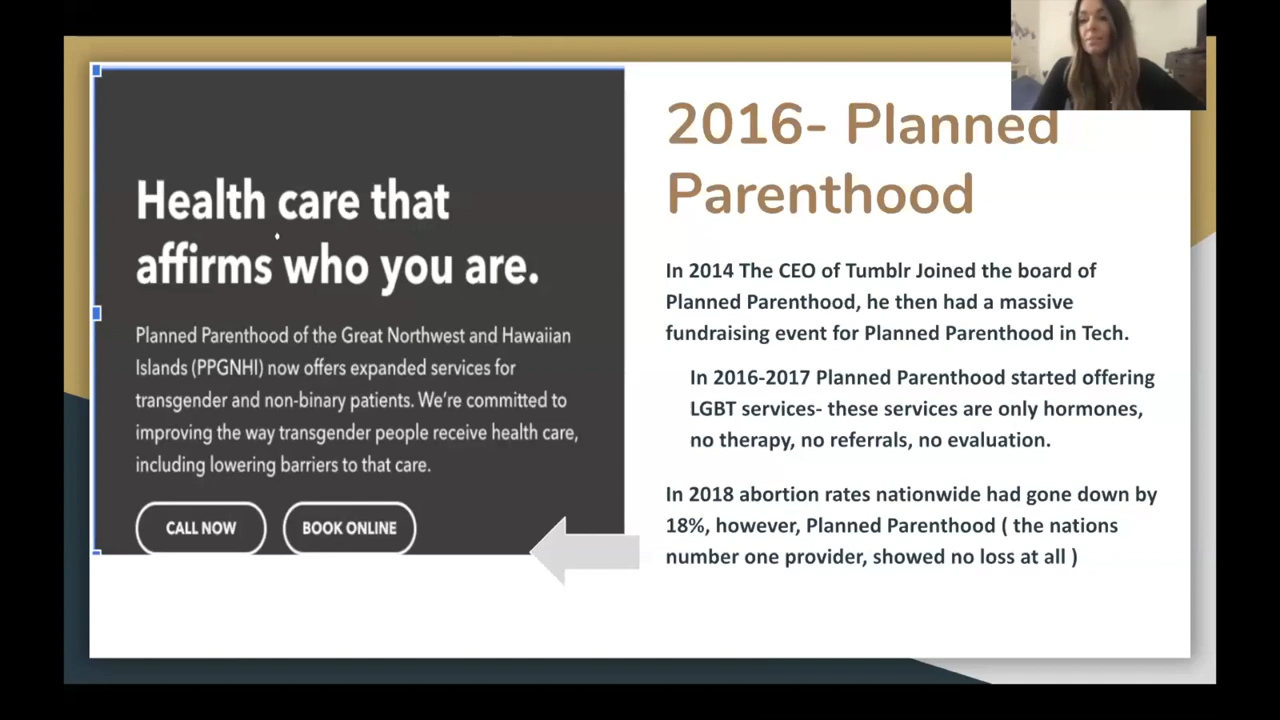 Health care that
affirms who you are.
Planned Parenthood of the Great Northwest and Hawaiian
Islands (PPGNHI) now offers expanded services for
transgender and non-binary patients. We're committed to
improving the way transgender people receive health care,
including lowering barriers to that care.
CALL NOW
BOOK ONLINE
2016- Planned
Parenthood
In 2014 The CEO of Tumblr Joined the board of
Planned Parenthood, he then had a massive
fundraising event for Planned Parenthood in Tech.
In 2016-2017 Planned Parenthood started offering
LGBT services- these services are only hormones,
no therapy, no referrals, no evaluation.
In 2018 abortion rates nationwide had gone down by
18%, however, Planned Parenthood ( the nations
number one provider, showed no loss at all )